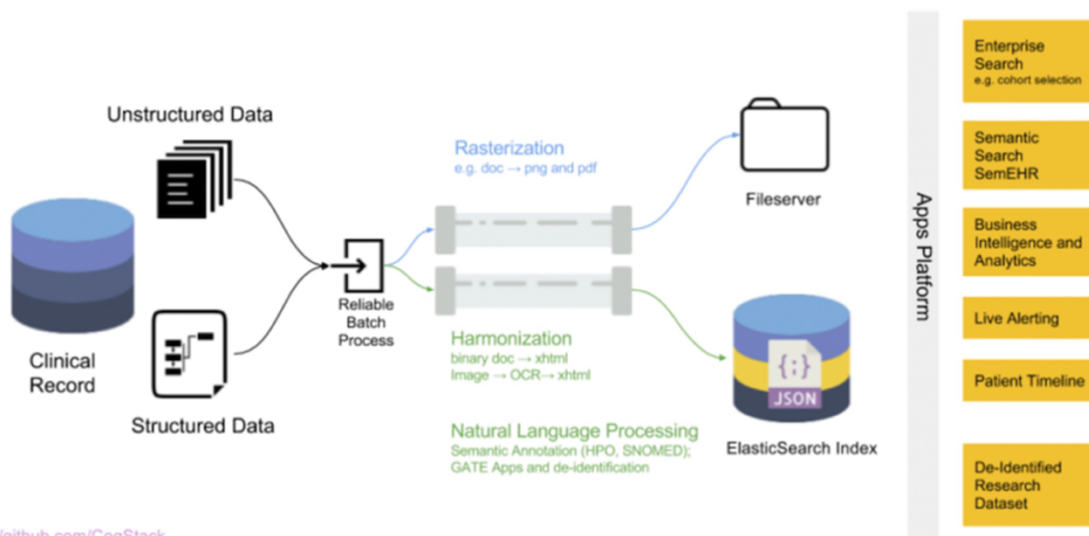 Unstructured Data
Clinical
Record
Structured Data
Reliable
Batch
Process
Rasterization
e.g. doc → png and pdf
Harmonization
binary doc → xhtml
Image → OCR→ xhtml
Natural Language Processing
Semantic Annotation (HPO, SNOMED);
GATE Apps and de-identification
Fileserver
{;}
JSON
ElasticSearch Index
Apps Platform
Enterprise
Search
e.g. cohort selection
Semantic
Search
SemEHR
Business
Intelligence and
Analytics
Live Alerting
Patient Timeline
De-Identified
Research
Dataset
/github.com/CogStack